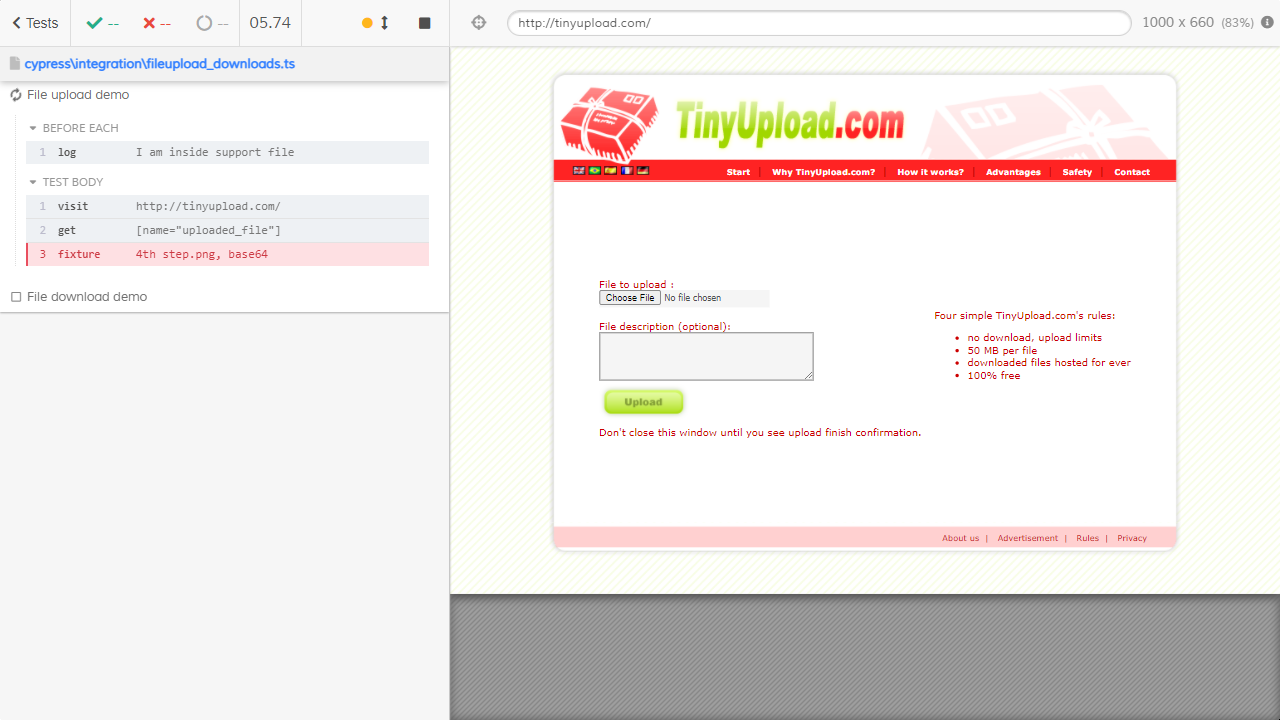 Tests -- -- -- 05.74
http://tinyupload.com/
1000 x 660 (83%)
cypress\integration\fileupload_downloads.ts
File upload demo
BEFORE EACH
1 log I am inside support file
TEST BODY
1 visit http://tinyupload.com/
2 get [name="uploaded_file"]
3 fixture 4th step.png, base64
File download demo
TinyUpload.com
Start | Why TinyUpload.com? | How it works? | Advantages | Safety | Contact
File to upload :
Choose File No file chosen
File description (optional):
Upload
Don't close this window until you see upload finish confirmation.
Four simple TinyUpload.com's rules:
• no download, upload limits
• 50 MB per file
• downloaded files hosted for ever
• 100% free
About us | Advertisement | Rules | Privacy